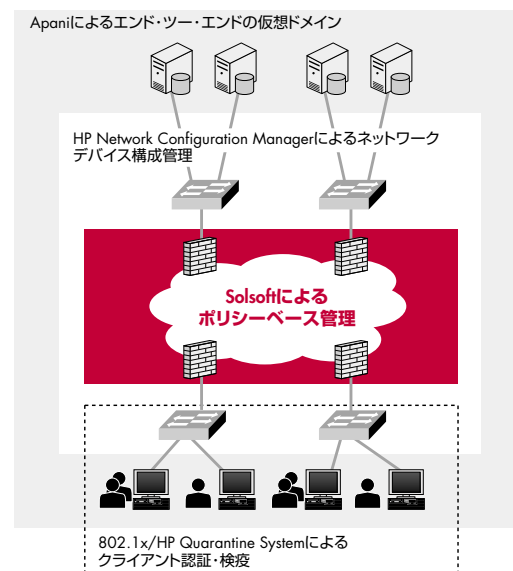 Apaniによるエンド・ツー・エンドの仮想ドメイン
HP Network Configuration Managerによるネットワーク
デバイス構成管理
Solsoftによる
ポリシーベース管理
802.1x/HP Quarantine Systemによる
クライアント認証・検疫